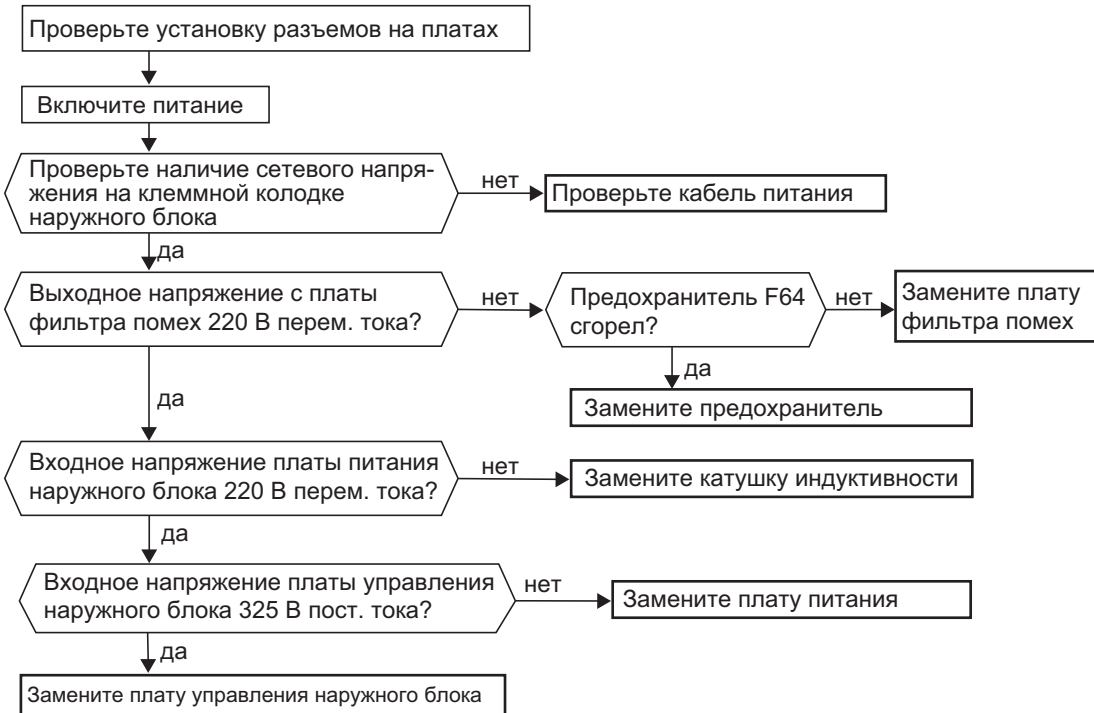 Проверьте установку разъемов на платах
Включите питание
Проверьте наличие сетевого напря-
жения на клеммной колодке
наружного блока
нет
Проверьте кабель питания
да
Выходное напряжение с платы
фильтра помех 220 В перем. тока?
нет
Предохранитель F64
сгорел?
нет
Замените плату
фильтра помех
да
Замените предохранитель
да
Входное напряжение платы питания
наружного блока 220 В перем. тока?
нет
Замените катушку индуктивности
да
Входное напряжение платы управления
наружного блока 325 В пост. тока?
нет
Замените плату питания
да
Замените плату управления наружного блока